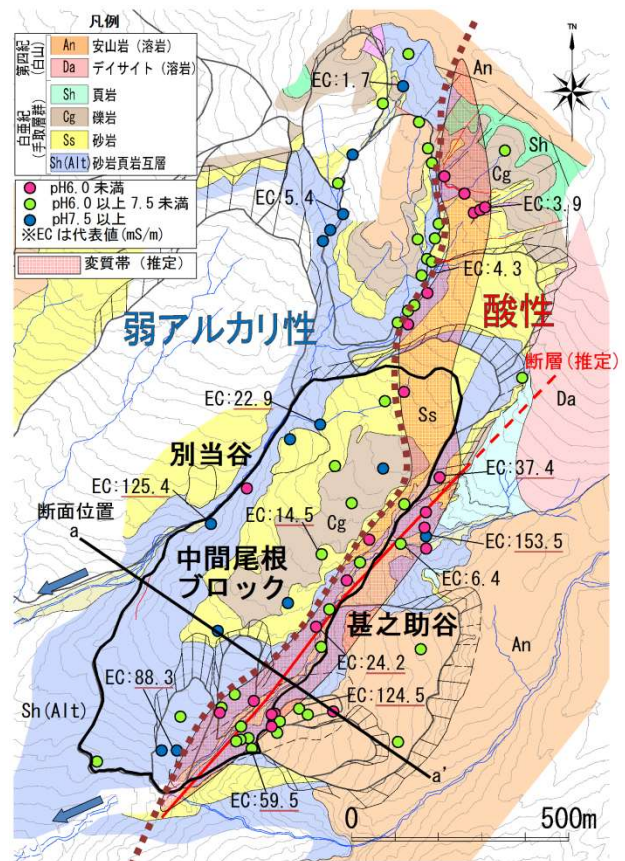 凡例
第四紀
(白山)
An 安山岩(溶岩)
Da デイサイト(溶岩)
白亜紀
(手取層群)
Sh 頁岩
Cg 礫岩
Ss 砂岩
Sh(Alt) 砂岩頁岩互層
pH6.0 未満
pH6.0 以上 7.5 未満
pH7.5 以上
※EC は代表値(mS/m)
変質帯(推定)
TN
An
EC:1.7
Sh
Cg
EC:5.4
EC:3.9
EC:4.3
弱アルカリ性
酸性
断層(推定)
Da
EC:22.9
Ss
別当谷
EC:37.4
EC:125.4
断面位置
a
EC:14.5
Cg
EC:153.5
中間尾根
ブロック
EC:6.4
甚之助谷
An
EC:24.2
EC:88.3
EC:124.5
Sh(Alt)
a'
EC:59.5
0 500m